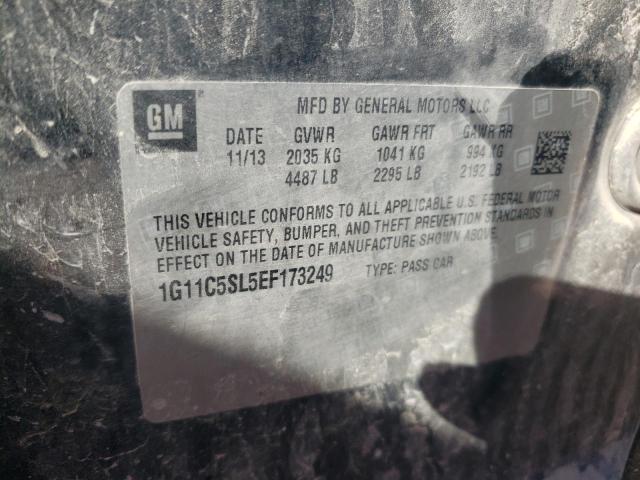 GM
MFD BY GENERAL MOTORS LLC
DATE GVWR GAWR FRT GAWR RR
11/13 2035 KG 1041 KG 994 KG
4487 LB 2295 LB 2192 LB
THIS VEHICLE CONFORMS TO ALL APPLICABLE U.S. FEDERAL MOTOR
VEHICLE SAFETY, BUMPER, AND THEFT PREVENTION STANDARDS IN
EFFECT ON THE DATE OF MANUFACTURE SHOWN ABOVE.
1G11C5SL5EF173249 TYPE: PASS CAR